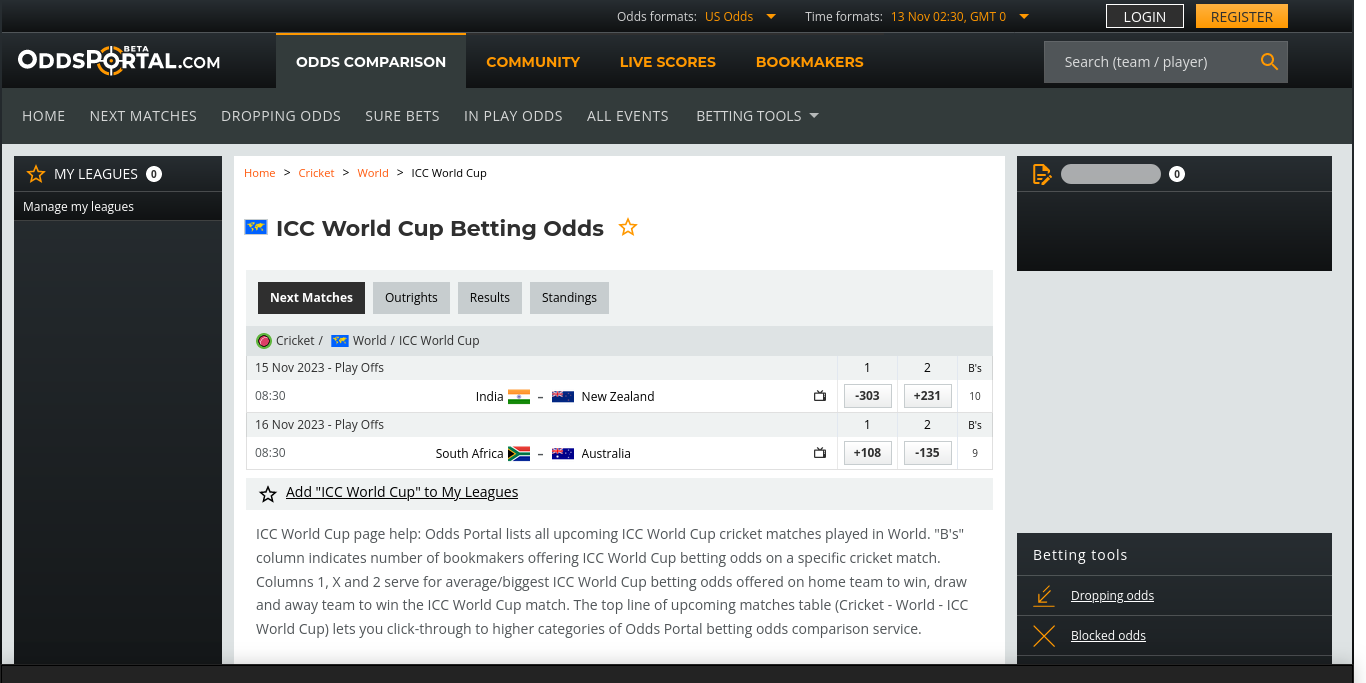 Odds formats: US Odds Time formats: 13 Nov 02:30, GMT 0 LOGIN REGISTER
ODDSPORTAL.COM BETA ODDS COMPARISON COMMUNITY LIVE SCORES BOOKMAKERS Search (team / player)
HOME NEXT MATCHES DROPPING ODDS SURE BETS IN PLAY ODDS ALL EVENTS BETTING TOOLS
MY LEAGUES 0
Manage my leagues
Home > Cricket > World > ICC World Cup
0
ICC World Cup Betting Odds
Next Matches Outrights Results Standings
Cricket / World / ICC World Cup
15 Nov 2023 - Play Offs 1 2 B's
08:30 India – New Zealand -303 +231 10
16 Nov 2023 - Play Offs 1 2 B's
08:30 South Africa – Australia +108 -135 9
Add "ICC World Cup" to My Leagues
ICC World Cup page help: Odds Portal lists all upcoming ICC World Cup cricket matches played in World. "B's"
column indicates number of bookmakers offering ICC World Cup betting odds on a specific cricket match.
Columns 1, X and 2 serve for average/biggest ICC World Cup betting odds offered on home team to win, draw
and away team to win the ICC World Cup match. The top line of upcoming matches table (Cricket - World - ICC
World Cup) lets you click-through to higher categories of Odds Portal betting odds comparison service.
Betting tools
Dropping odds
Blocked odds